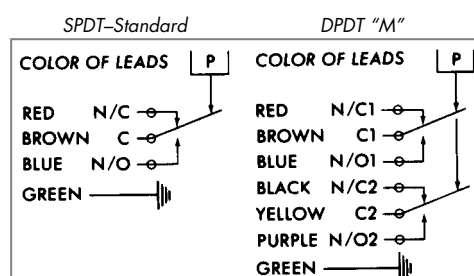 SPDT–Standard
COLOR OF LEADS P
RED N/C
BROWN C
BLUE N/O
GREEN
DPDT “M”
COLOR OF LEADS P
RED N/C1
BROWN C1
BLUE N/O1
BLACK N/C2
YELLOW C2
PURPLE N/O2
GREEN